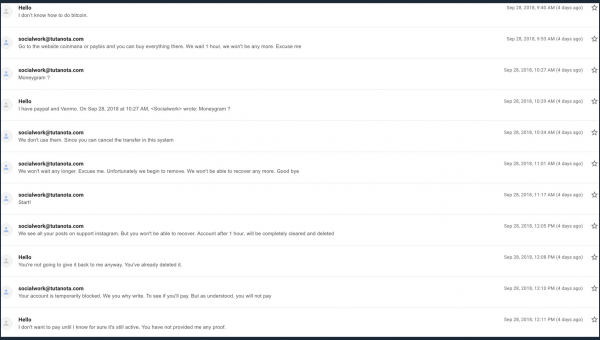 Hello
Sep 28, 2018, 9:40 AM (4 days ago)
I don't know how to do bitcoin.
socialwork@tutanota.com
Sep 28, 2018, 9:53 AM (4 days ago)
Go to the website coinmama or paybis and you can buy everything there. We wait 1 hour, we won't be any more. Excuse me
socialwork@tutanota.com
Sep 28, 2018, 10:27 AM (4 days ago)
Moneygram ?
Hello
Sep 28, 2018, 10:29 AM (4 days ago)
I have paypal and Venmo. On Sep 28, 2018 at 10:27 AM, <Socialwork> wrote: Moneygram ?
socialwork@tutanota.com
Sep 28, 2018, 10:34 AM (4 days ago)
We don't use them. Since you can cancel the transfer in this system
socialwork@tutanota.com
Sep 28, 2018, 11:01 AM (4 days ago)
We won't wait any longer. Excuse me. Unfortunately we begin to remove. We won't be able to recover any more. Good bye
socialwork@tutanota.com
Sep 28, 2018, 11:17 AM (4 days ago)
Start!
socialwork@tutanota.com
Sep 28, 2018, 12:05 PM (4 days ago)
We see all your posts on support instagram. But you won't be able to recover. Account after 1 hour, will be completely cleared and deleted
Hello
Sep 28, 2018, 12:08 PM (4 days ago)
You're not going to give it back to me anyway. You've already deleted it.
socialwork@tutanota.com
Sep 28, 2018, 12:10 PM (4 days ago)
Your account is temporarily blocked. We you why write. To see if you'll pay. But as understood, you will not pay
Hello
Sep 28, 2018, 12:11 PM (4 days ago)
I don't want to pay until I know for sure it's still active. You have not provided me any proof.